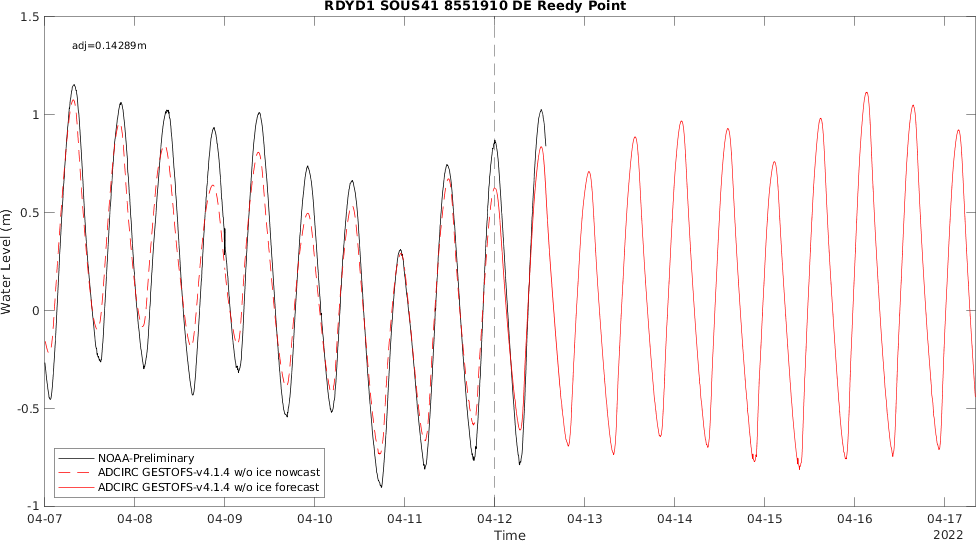 RDYD1 SOUS41 8551910 DE Reedy Point
1.5
adj=0.14289m
1
0.5
Water Level (m)
0
-0.5
NOAA-Preliminary
ADCIRC GESTOFS-v4.1.4 w/o ice nowcast
ADCIRC GESTOFS-v4.1.4 w/o ice forecast
-1
04-07 04-08 04-09 04-10 04-11 04-12 04-13 04-14 04-15 04-16 04-17
Time 2022